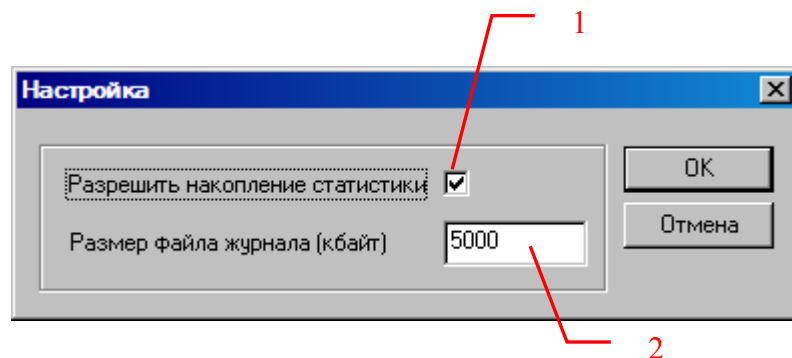 1
Настройка
Разрешить накопление статистики
OK
Размер файла журнала (кбайт)
5000
Отмена
2